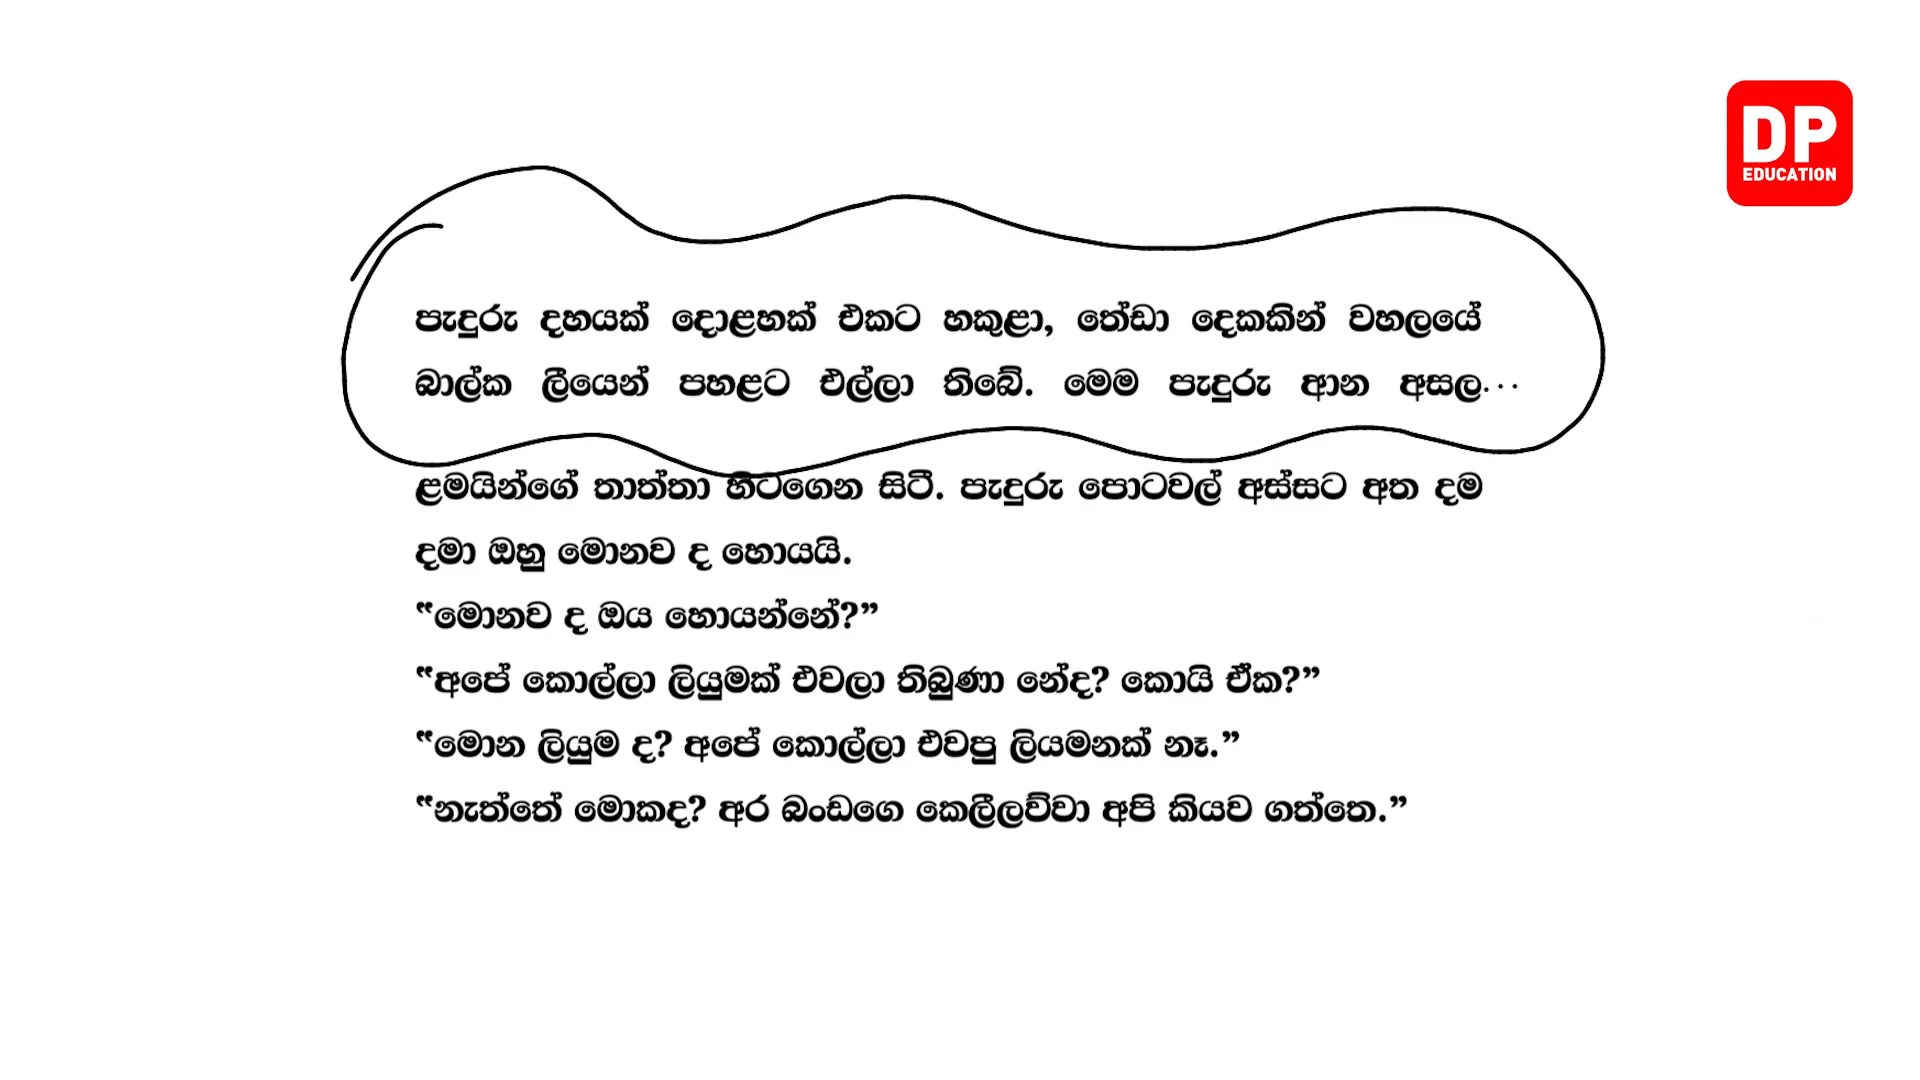 DP
EDUCATION
පැදුරු දහයක් දොළහක් එකට හකුළා, තේඩා දෙකකින් වහලයේ
බාල්ක ලීයෙන් පහළට එල්ලා තිබේ. මෙම පැදුරු ආන අසල...
ළමයින්ගේ තාත්තා හිටගෙන සිටී. පැදුරු පොටවල් අස්සට අත දම
දමා ඔහු මොනව ද හොයයි.
“මොනව ද ඔය හොයන්නේ?”
“අපේ කොල්ලා ලියුමක් එවලා තිබුණා නේද? කොයි ඒක?”
“මොන ලියුම ද? අපේ කොල්ලා එවපු ලියමනක් නෑ.”
“නැත්තේ මොකද? අර බංඩගෙ කෙලීලව්වා අපි කියව ගත්තෙ.”